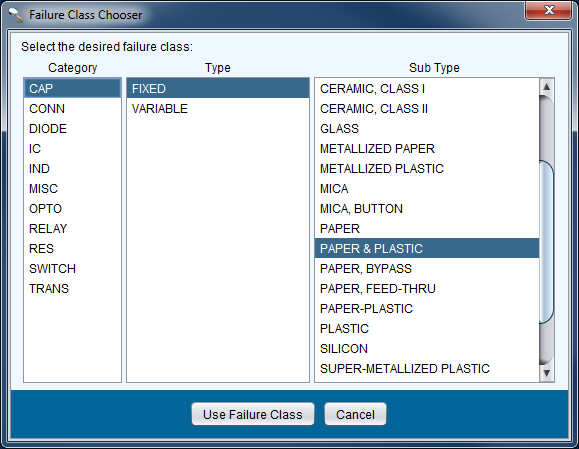 Failure Class Chooser
Select the desired failure class:
Category
CAP
CONN
DIODE
IC
IND
MISC
OPTO
RELAY
RES
SWITCH
TRANS
Type
FIXED
VARIABLE
Sub Type
CERAMIC, CLASS I
CERAMIC, CLASS II
GLASS
METALLIZED PAPER
METALLIZED PLASTIC
MICA
MICA, BUTTON
PAPER
PAPER & PLASTIC
PAPER, BYPASS
PAPER, FEED-THRU
PAPER-PLASTIC
PLASTIC
SILICON
SUPER-METALLIZED PLASTIC
Use Failure Class
Cancel